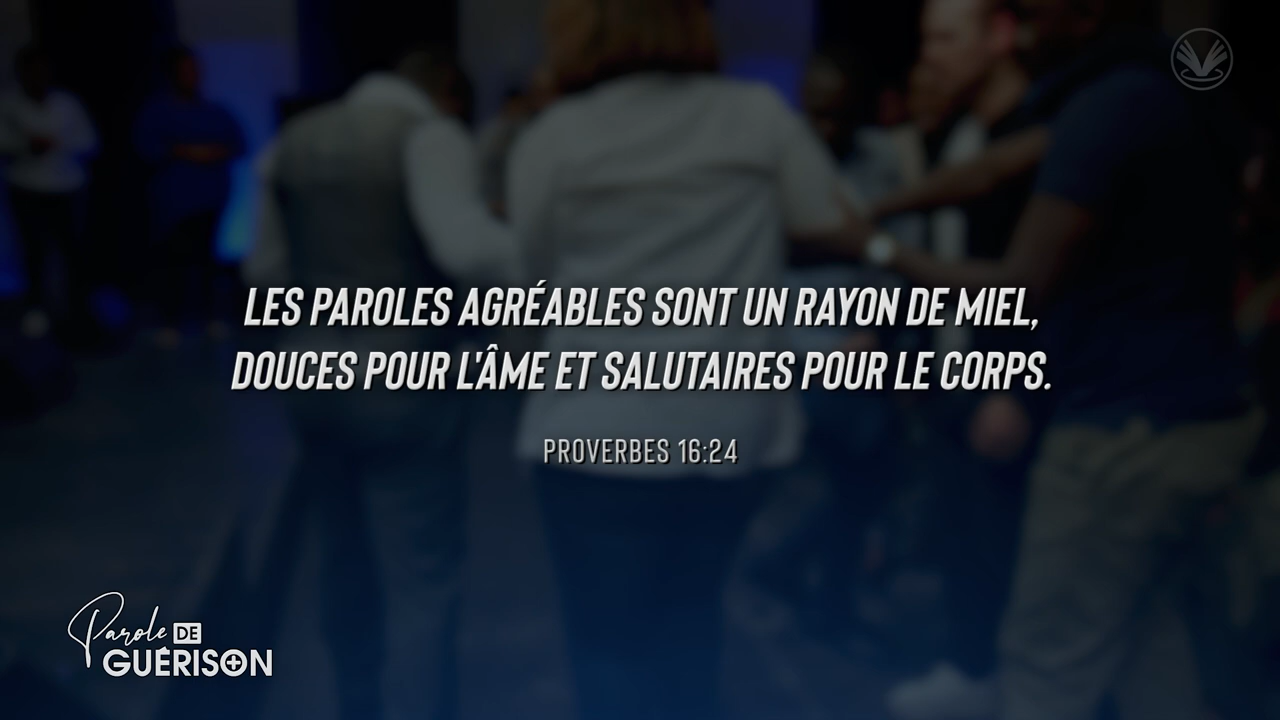 LES PAROLES AGRÉABLES SONT UN RAYON DE MIEL,
DOUCES POUR L'ÂME ET SALUTAIRES POUR LE CORPS.
PROVERBES 16:24
Parole DE
GUÉRISON